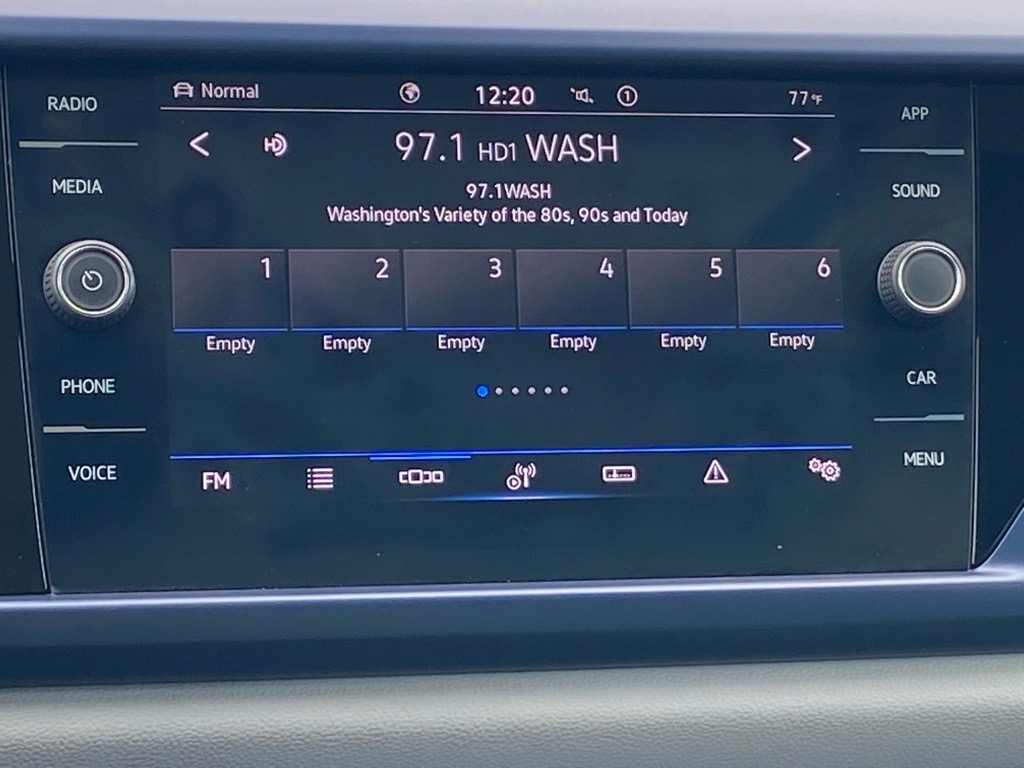 Normal 12:20 1 77°F
RADIO
MEDIA
PHONE
VOICE
HD
97.1 HD1 WASH
97.1WASH
Washington's Variety of the 80s, 90s and Today
1 2 3 4 5 6
Empty Empty Empty Empty Empty Empty
FM
APP
SOUND
CAR
MENU